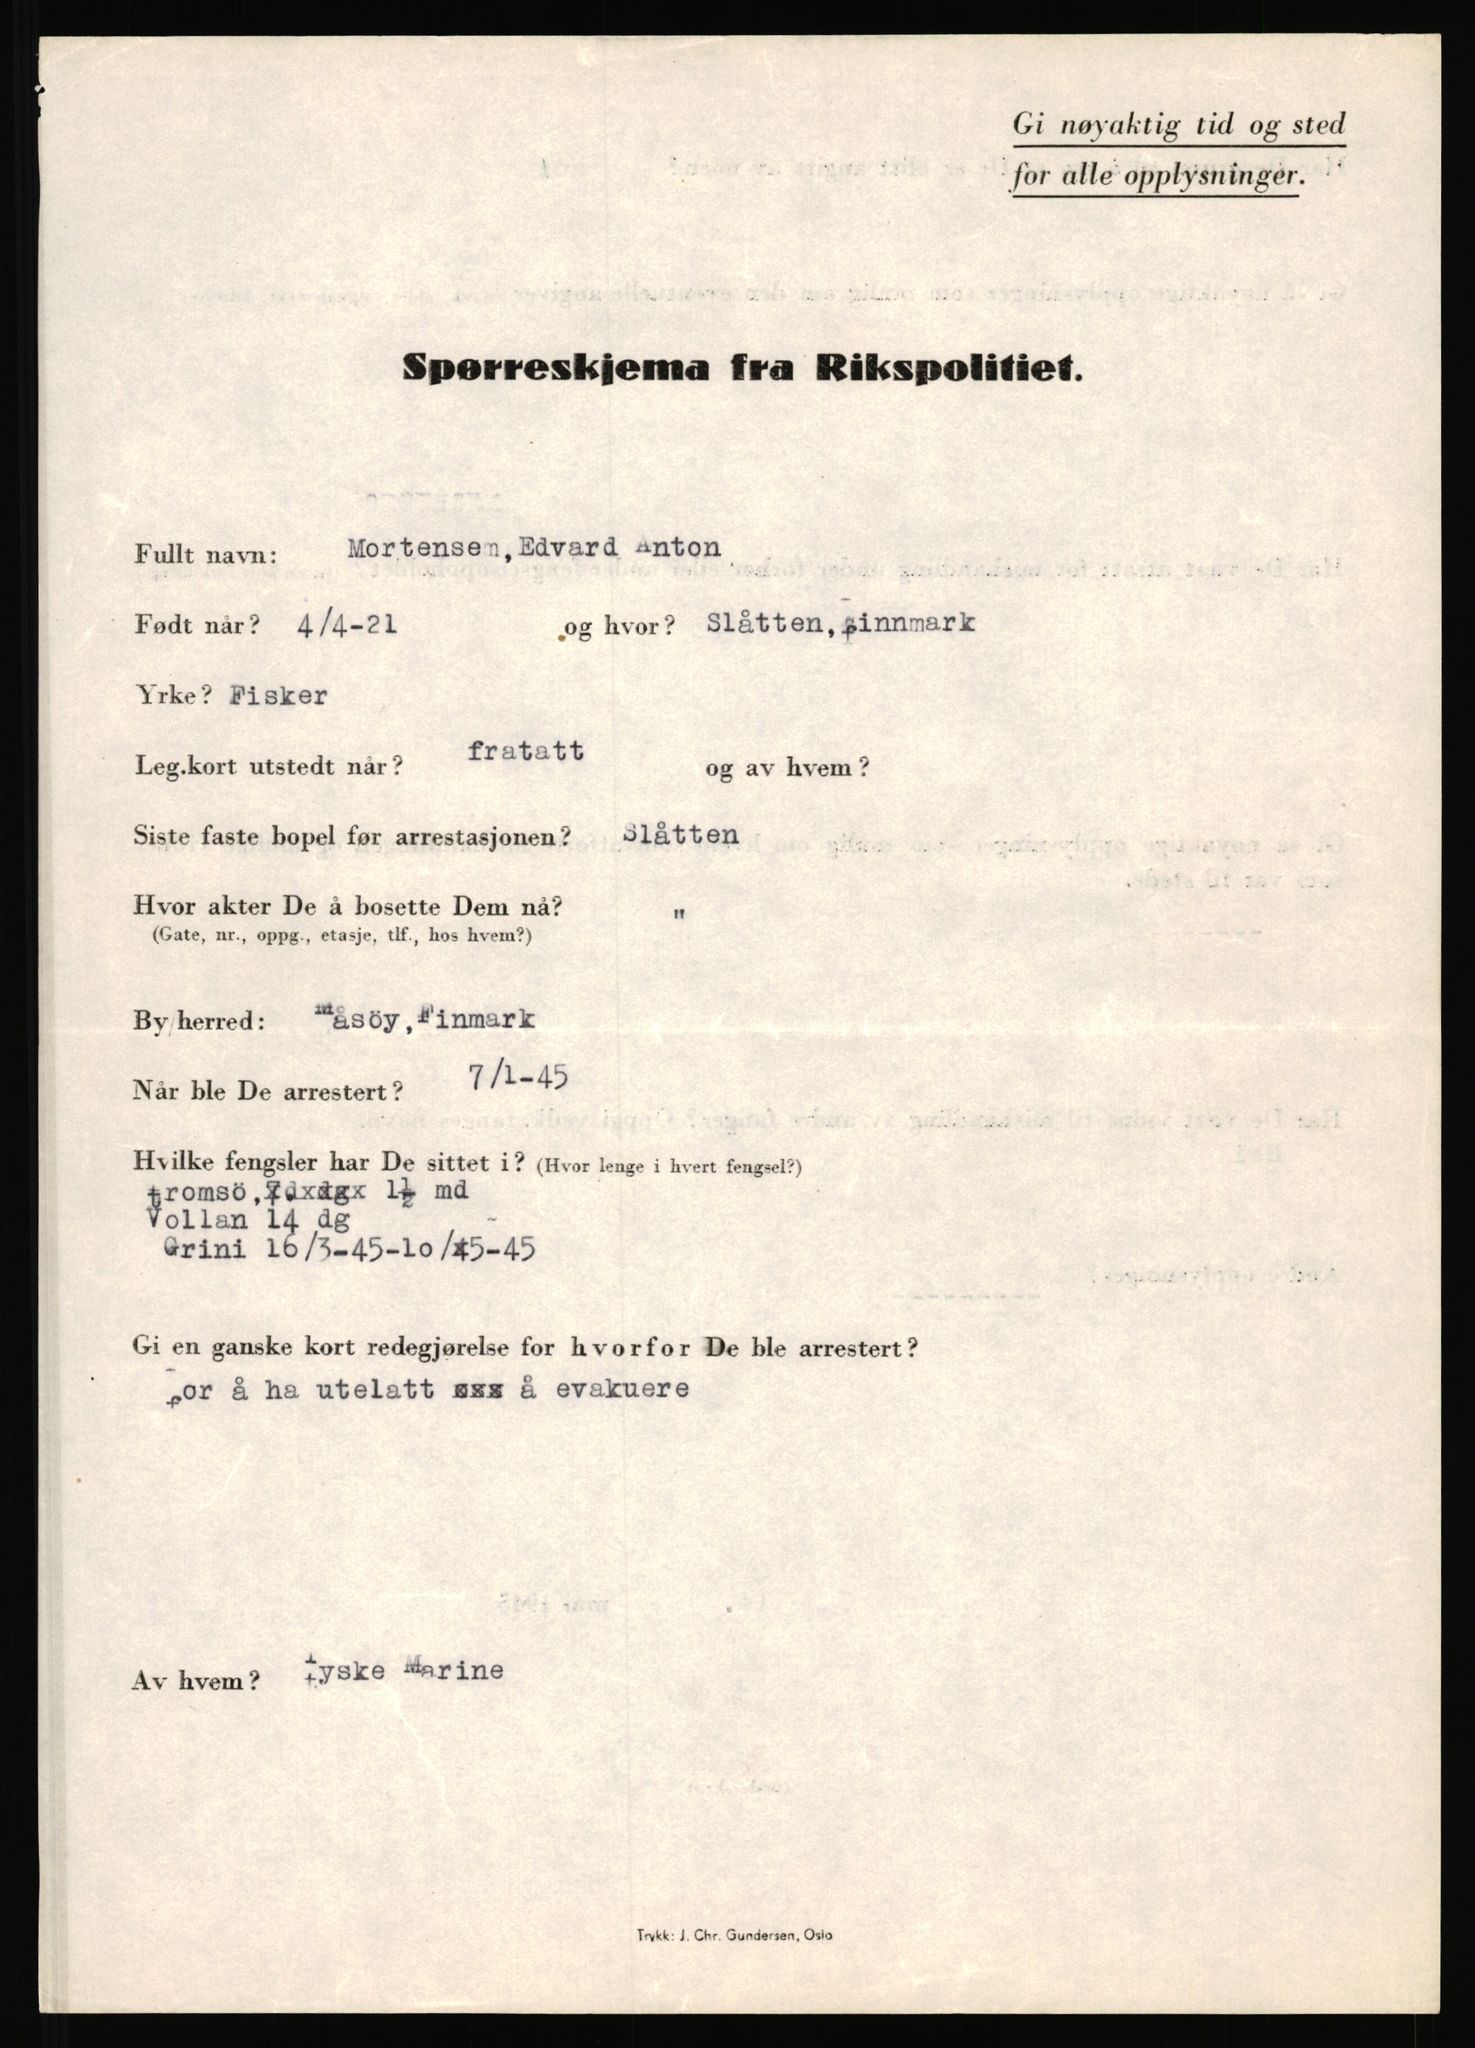 Gi nøyaktig tid og sted
for alle opplysninger.
Spørreskjema fra Rikspolitiet.
Fullt navn: Mortensen, Edvard Anton
Født når? 4/4-21 og hvor? Slåtten, finnmark
Yrke? Fisker
Leg.kort utstedt når? fratatt og av hvem?
Siste faste bopel før arrestasjonen? Slåtten
Hvor akter De å bosette Dem nå? "
(Gate, nr., oppg., etasje, tlf., hos hvem?)
By/herred: Måsöy, Finmark
Når ble De arrestert? 7/1-45
Hvilke fengsler har De sittet i? (Hvor lenge i hvert fengsel?)
tromsö, 1½ md
Vollan 14 dg
Grini 16/3-45-10/5-45
Gi en ganske kort redegjørelse for hvorfor De ble arrestert?
for å ha utelatt å evakuere
Av hvem? tyske Marine
Trykk: J. Chr. Gundersen, Oslo